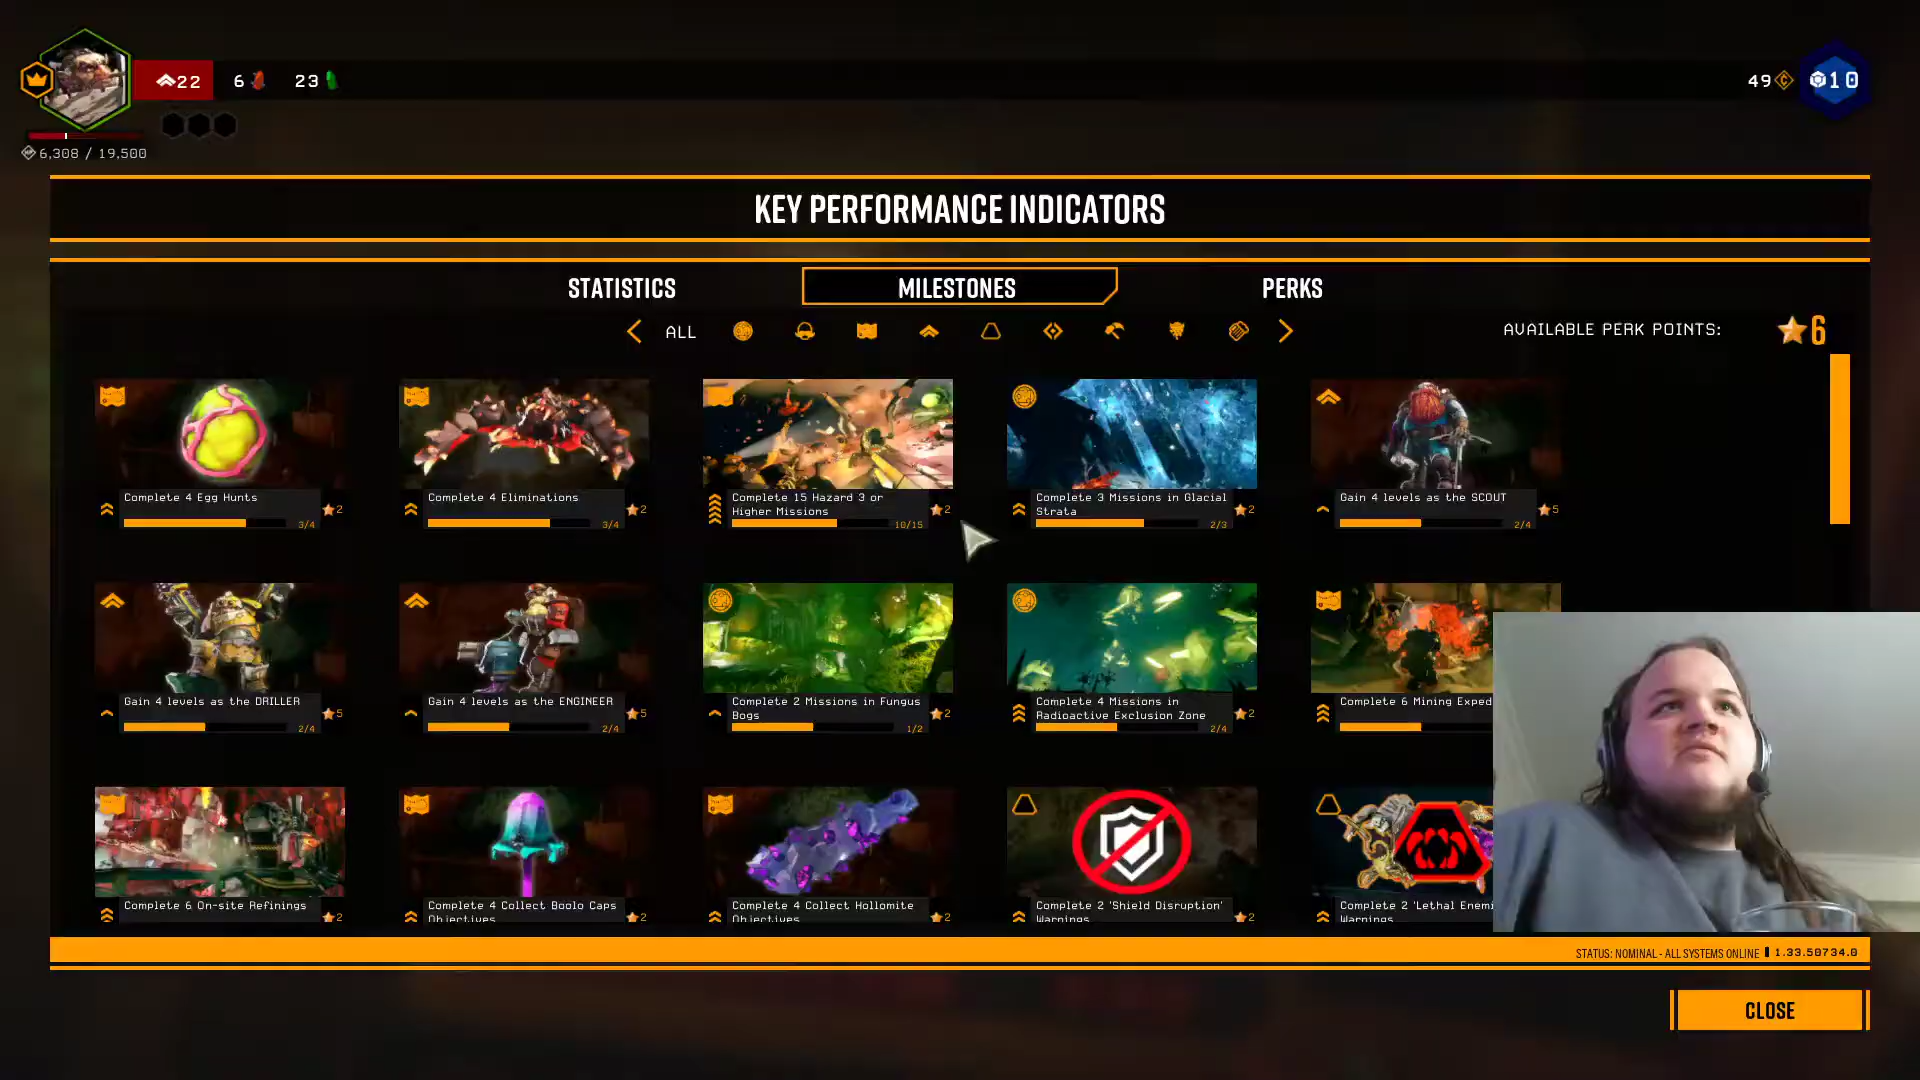 22 6 23
49 10
6,308 / 19,500
KEY PERFORMANCE INDICATORS
STATISTICS MILESTONES PERKS
ALL
AVAILABLE PERK POINTS: 6
Complete 4 Egg Hunts
2
3/4
Complete 4 Eliminations
2
3/4
Complete 15 Hazard 3 or
Higher Missions
2
10/15
Complete 3 Missions in Glacial
Strata
2
2/3
Gain 4 levels as the SCOUT
5
2/4
Gain 4 levels as the DRILLER
5
2/4
Gain 4 levels as the ENGINEER
5
2/4
Complete 2 Missions in Fungus
Bogs
2
1/2
Complete 4 Missions in
Radioactive Exclusion Zone
2
2/4
Complete 6 Mining Exped
Complete 6 On-site Refinings
2
Complete 4 Collect Boolo Caps
Objectives
2
Complete 4 Collect Hollomite
Objectives
2
Complete 2 'Shield Disruption'
Warnings
2
Complete 2 'Lethal Enemi
Warnings
STATUS: NOMINAL - ALL SYSTEMS ONLINE 1.33.50734.0
CLOSE